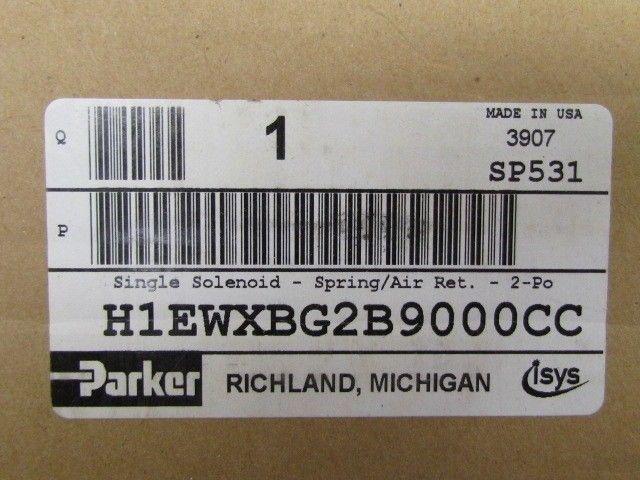 Q 1 MADE IN USA
3907
SP531
P
Single Solenoid - Spring/Air Ret. - 2-Po
H1EWXBG2B9000CC
Parker RICHLAND, MICHIGAN isys